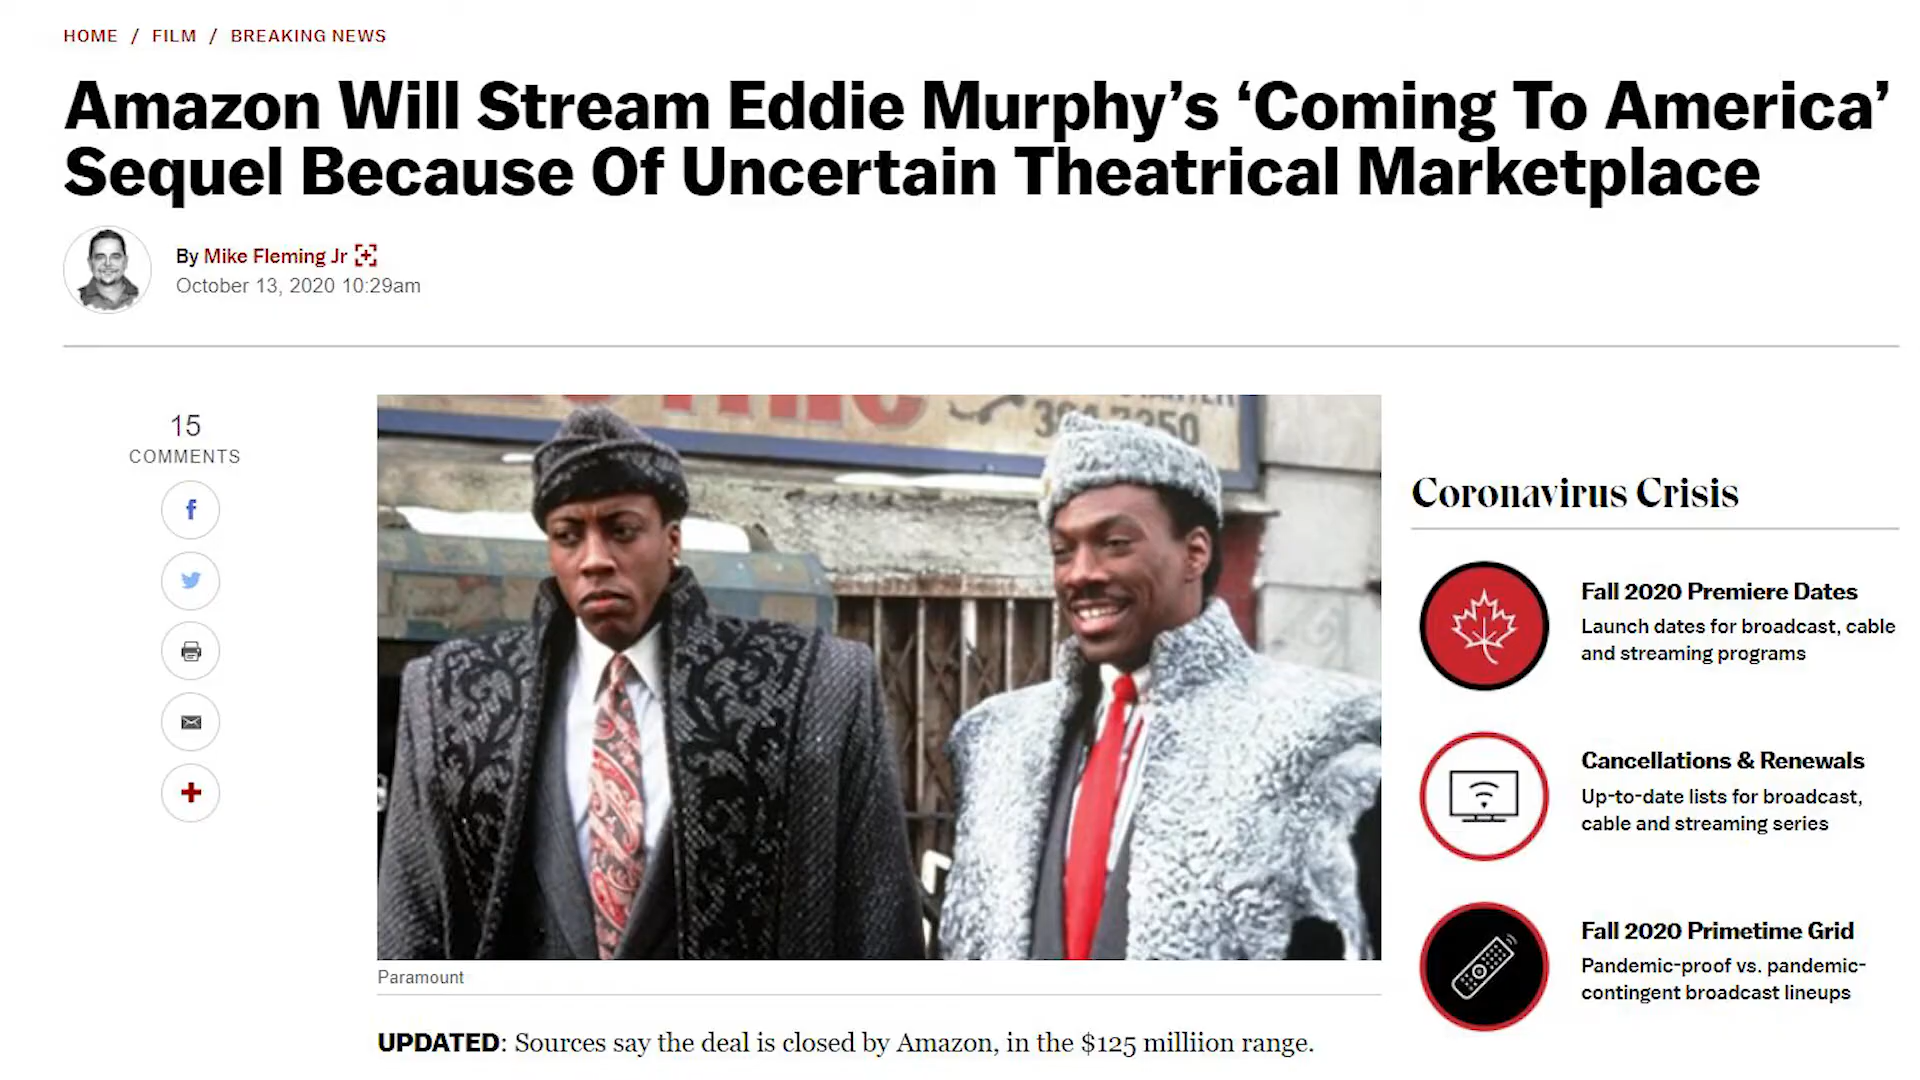 HOME / FILM / BREAKING NEWS
Amazon Will Stream Eddie Murphy’s ‘Coming To America’
Sequel Because Of Uncertain Theatrical Marketplace
By Mike Fleming Jr
October 13, 2020 10:29am
15
COMMENTS
Coronavirus Crisis
Fall 2020 Premiere Dates
Launch dates for broadcast, cable
and streaming programs
Cancellations & Renewals
Up-to-date lists for broadcast,
cable and streaming series
Fall 2020 Primetime Grid
Pandemic-proof vs. pandemic-
contingent broadcast lineups
Paramount
UPDATED: Sources say the deal is closed by Amazon, in the $125 milliion range.